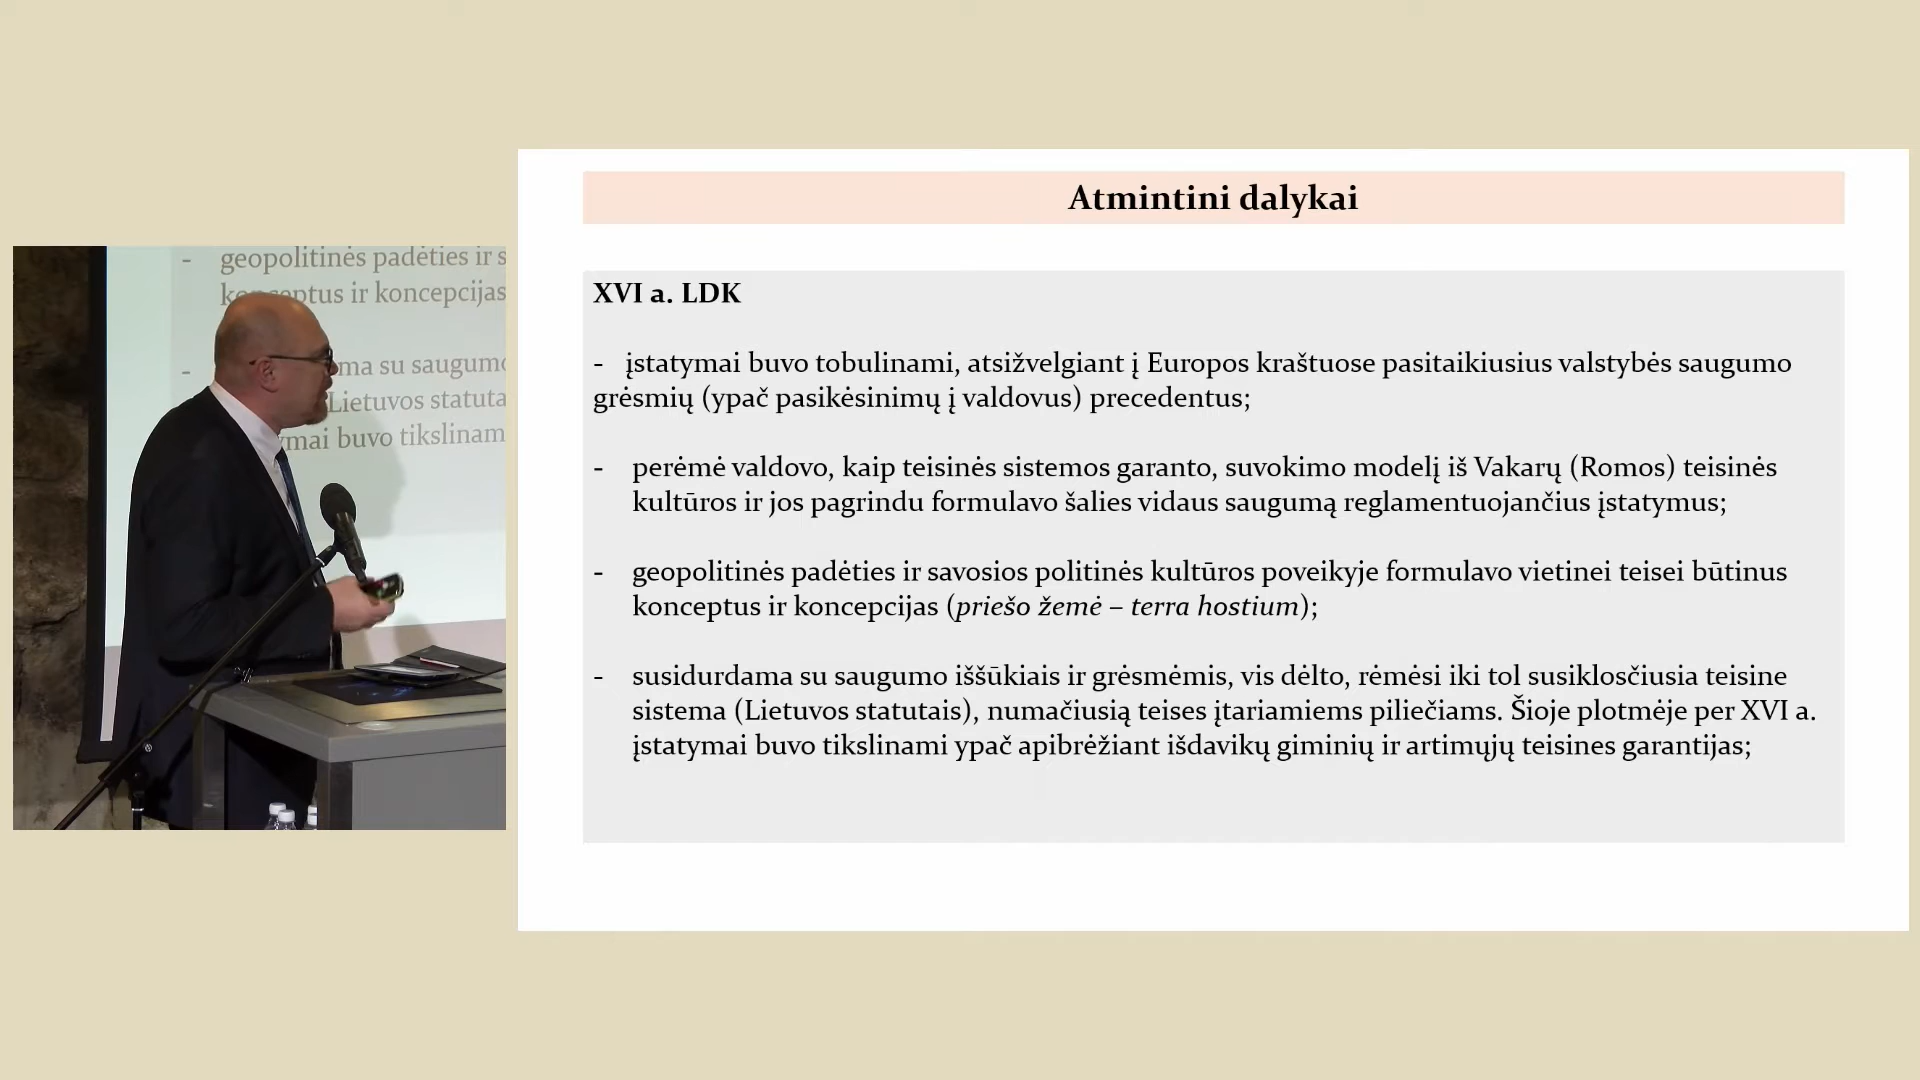 Atmintini dalykai
XVI a. LDK
- įstatymai buvo tobulinami, atsižvelgiant į Europos kraštuose pasitaikiusius valstybės saugumo
grėsmių (ypač pasikėsinimų į valdovus) precedentus;
- perėmė valdovo, kaip teisinės sistemos garanto, suvokimo modelį iš Vakarų (Romos) teisinės
kultūros ir jos pagrindu formulavo šalies vidaus saugumą reglamentuojančius įstatymus;
- geopolitinės padėties ir savosios politinės kultūros poveikyje formulavo vietinei teisei būtinus
konceptus ir koncepcijas (priešo žemė – terra hostium);
- susidurdama su saugumo iššūkiais ir grėsmėmis, vis dėlto, rėmėsi iki tol susiklosčiusia teisine
sistema (Lietuvos statutais), numačiusią teises įtariamiems piliečiams. Šioje plotmėje per XVI a.
įstatymai buvo tikslinami ypač apibrėžiant išdavikų giminių ir artimųjų teisines garantijas;
- geopolitinės padėties ir s
konceptus ir koncepcijas
- ma su saugumo
Lietuvos statuta
ymai buvo tikslinam